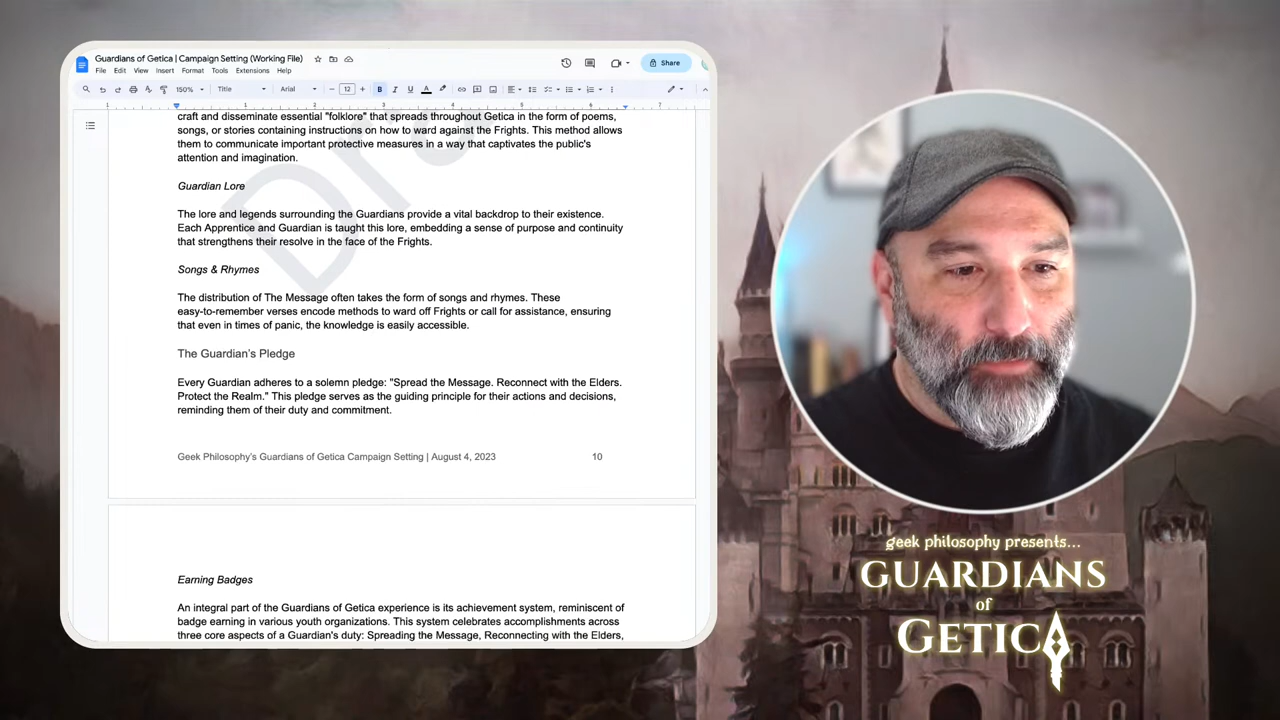 Guardians of Getica | Campaign Setting (Working File)
File Edit View Insert Format Tools Extensions Help
Share
150% Title Arial 12 B I U A
1 1 2 3 4 5 6 7
craft and disseminate essential "folklore" that spreads throughout Getica in the form of poems,
songs, or stories containing instructions on how to ward against the Frights. This method allows
them to communicate important protective measures in a way that captivates the public's
attention and imagination.
Guardian Lore
The lore and legends surrounding the Guardians provide a vital backdrop to their existence.
Each Apprentice and Guardian is taught this lore, embedding a sense of purpose and continuity
that strengthens their resolve in the face of the Frights.
Songs & Rhymes
The distribution of The Message often takes the form of songs and rhymes. These
easy-to-remember verses encode methods to ward off Frights or call for assistance, ensuring
that even in times of panic, the knowledge is easily accessible.
The Guardian's Pledge
Every Guardian adheres to a solemn pledge: "Spread the Message. Reconnect with the Elders.
Protect the Realm." This pledge serves as the guiding principle for their actions and decisions,
reminding them of their duty and commitment.
Geek Philosophy's Guardians of Getica Campaign Setting | August 4, 2023 10
Earning Badges
An integral part of the Guardians of Getica experience is its achievement system, reminiscent of
badge earning in various youth organizations. This system celebrates accomplishments across
three core aspects of a Guardian's duty: Spreading the Message, Reconnecting with the Elders,
geek philosophy presents...
GUARDIANS
of
GETICA